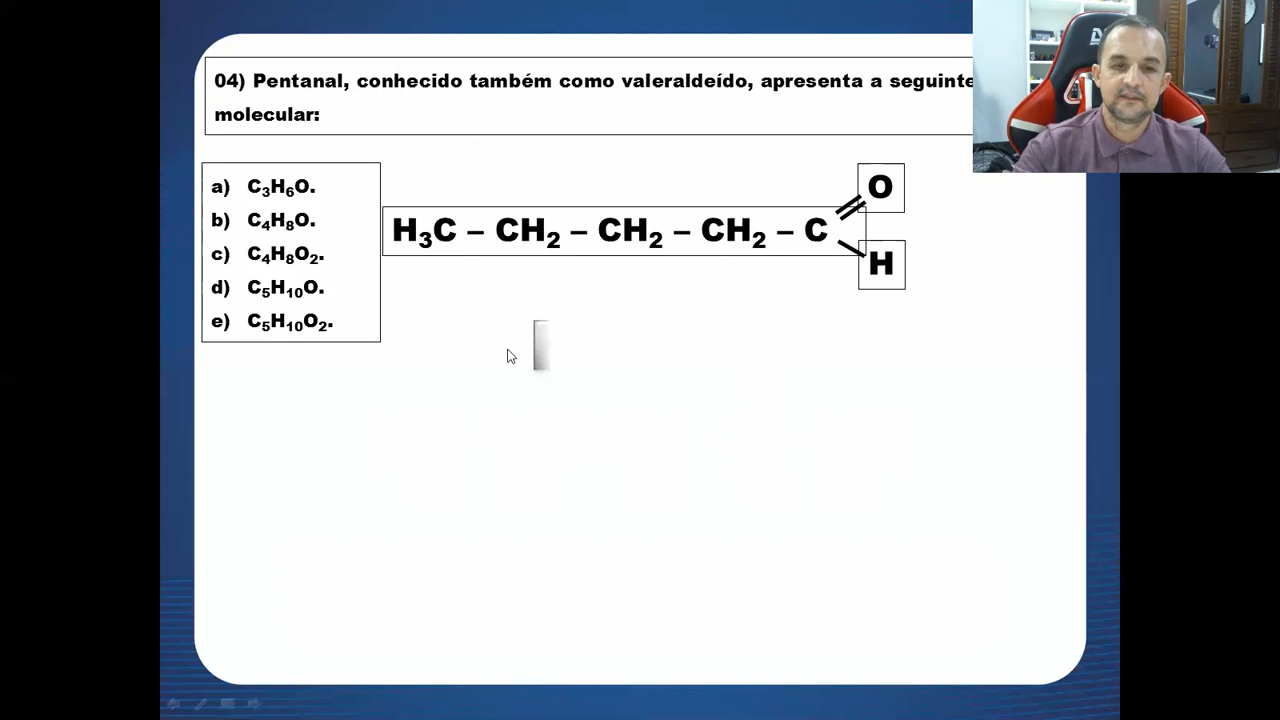 04) Pentanal, conhecido também como valeraldeído, apresenta a seguinte
molecular:
a) C₃H₆O.
b) C₄H₈O.
c) C₄H₈O₂.
d) C₅H₁₀O.
e) C₅H₁₀O₂.
O
H₃C – CH₂ – CH₂ – CH₂ – C
H